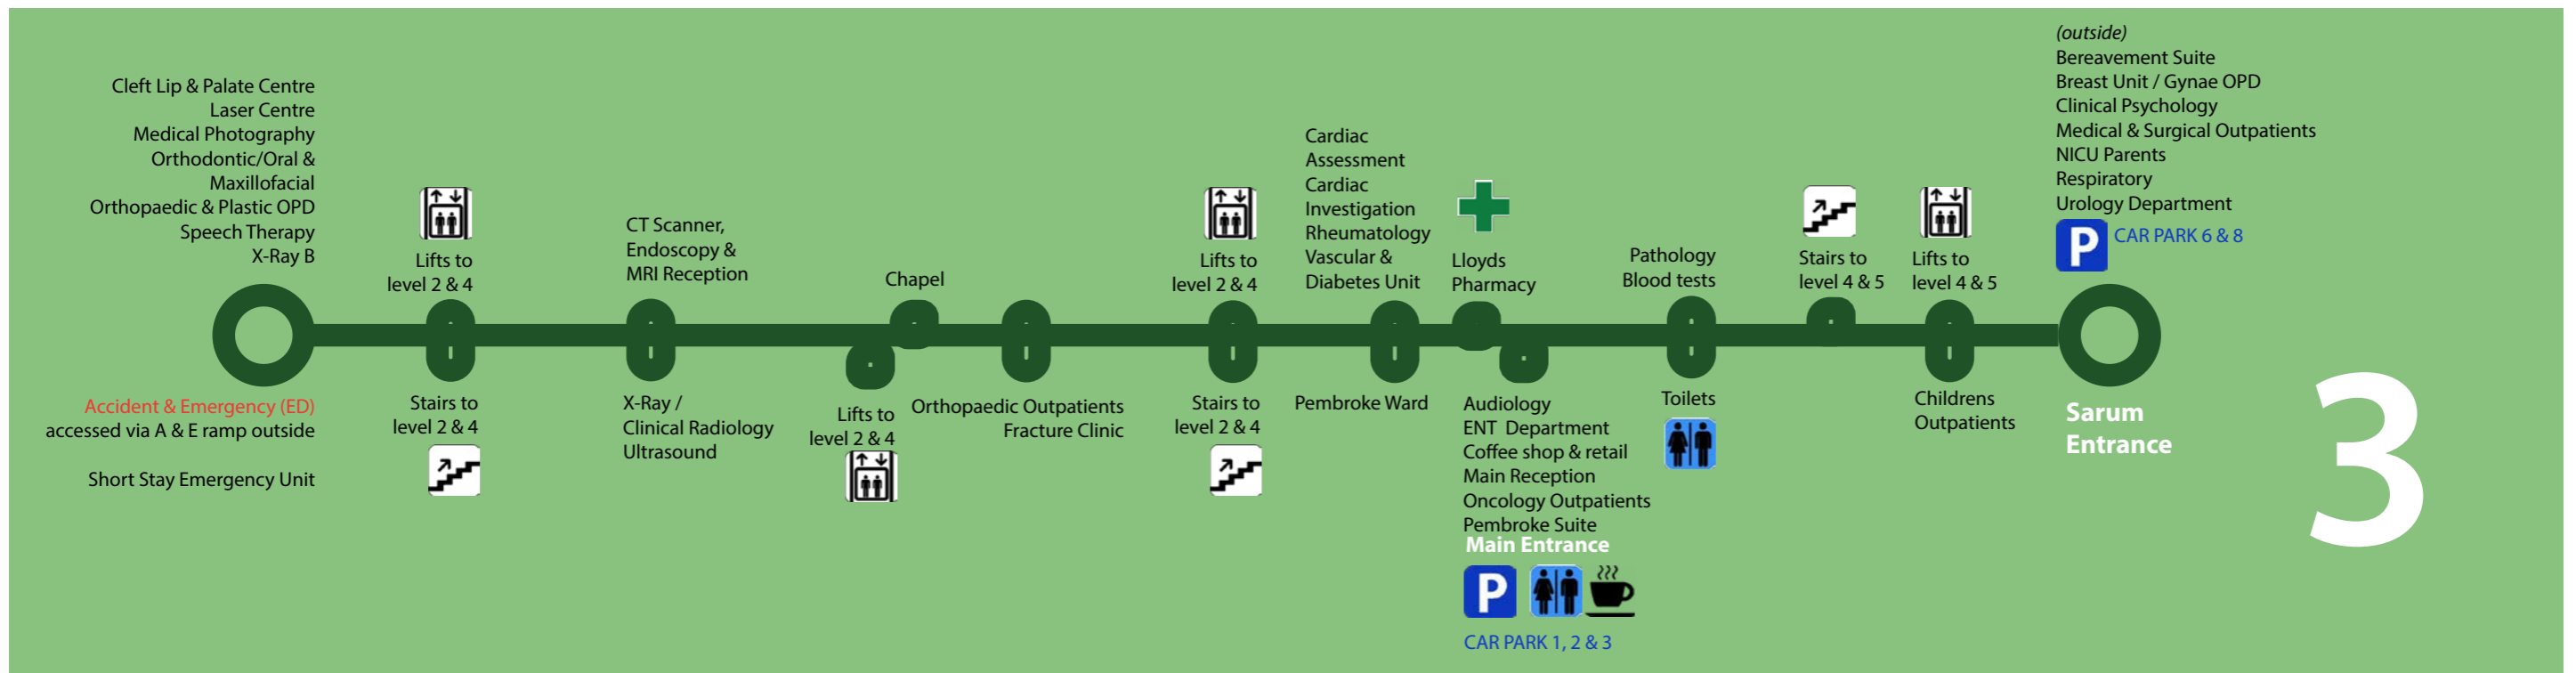 Cleft Lip & Palate Centre
Laser Centre
Medical Photography
Orthodontic/Oral &
Maxillofacial
Orthopaedic & Plastic OPD
Speech Therapy
X-Ray B
Accident & Emergency (ED)
accessed via A & E ramp outside
Short Stay Emergency Unit
Lifts to
level 2 & 4
Stairs to
level 2 & 4
CT Scanner,
Endoscopy &
MRI Reception
X-Ray /
Clinical Radiology
Ultrasound
Chapel
Lifts to
level 2 & 4
Orthopaedic Outpatients
Fracture Clinic
Lifts to
level 2 & 4
Stairs to
level 2 & 4
Cardiac
Assessment
Cardiac
Investigation
Rheumatology
Vascular &
Diabetes Unit
Pembroke Ward
Lloyds
Pharmacy
Audiology
ENT Department
Coffee shop & retail
Main Reception
Oncology Outpatients
Pembroke Suite
Main Entrance
P
CAR PARK 1, 2 & 3
Pathology
Blood tests
Toilets
Stairs to
level 4 & 5
Lifts to
level 4 & 5
Childrens
Outpatients
(outside)
Bereavement Suite
Breast Unit / Gynae OPD
Clinical Psychology
Medical & Surgical Outpatients
NICU Parents
Respiratory
Urology Department
P CAR PARK 6 & 8
Sarum
Entrance
3